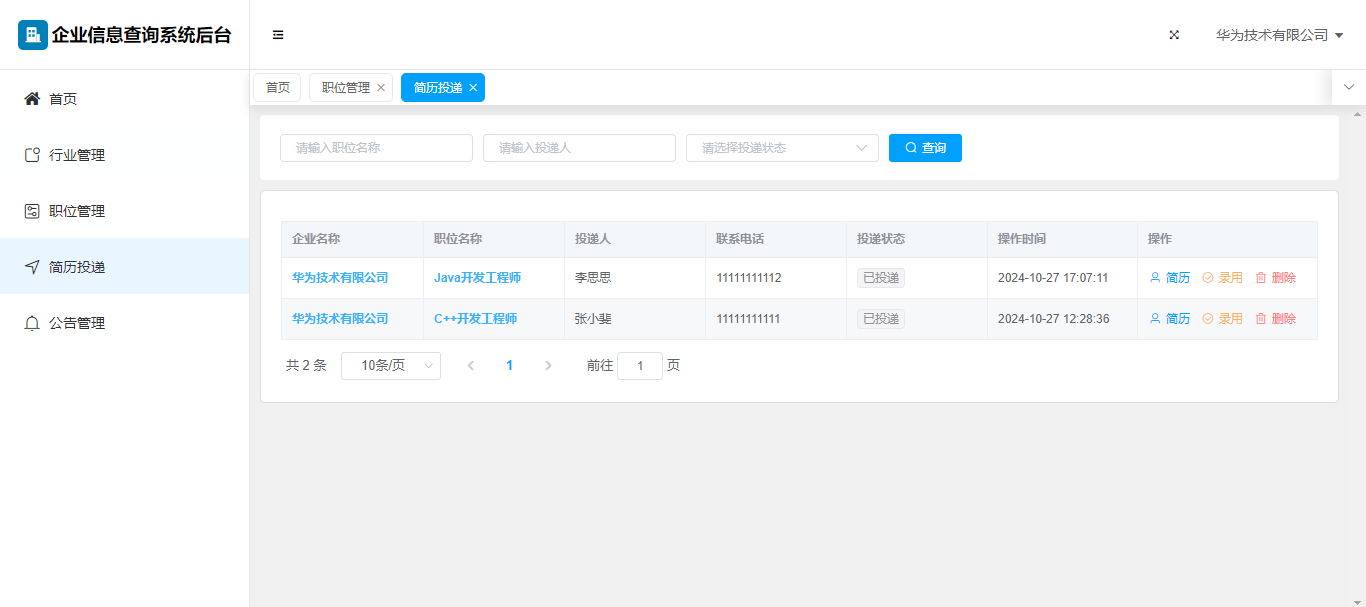 企业信息查询系统后台
华为技术有限公司
首页
行业管理
职位管理
简历投递
公告管理
首页 职位管理 简历投递
请输入职位名称 请输入投递人 请选择投递状态 查询
企业名称 职位名称 投递人 联系电话 投递状态 操作时间 操作
华为技术有限公司 Java开发工程师 李思思 11111111112 已投递 2024-10-27 17:07:11 简历 录用 删除
华为技术有限公司 C++开发工程师 张小斐 11111111111 已投递 2024-10-27 12:28:36 简历 录用 删除
共 2 条 10条/页 1 前往 1 页